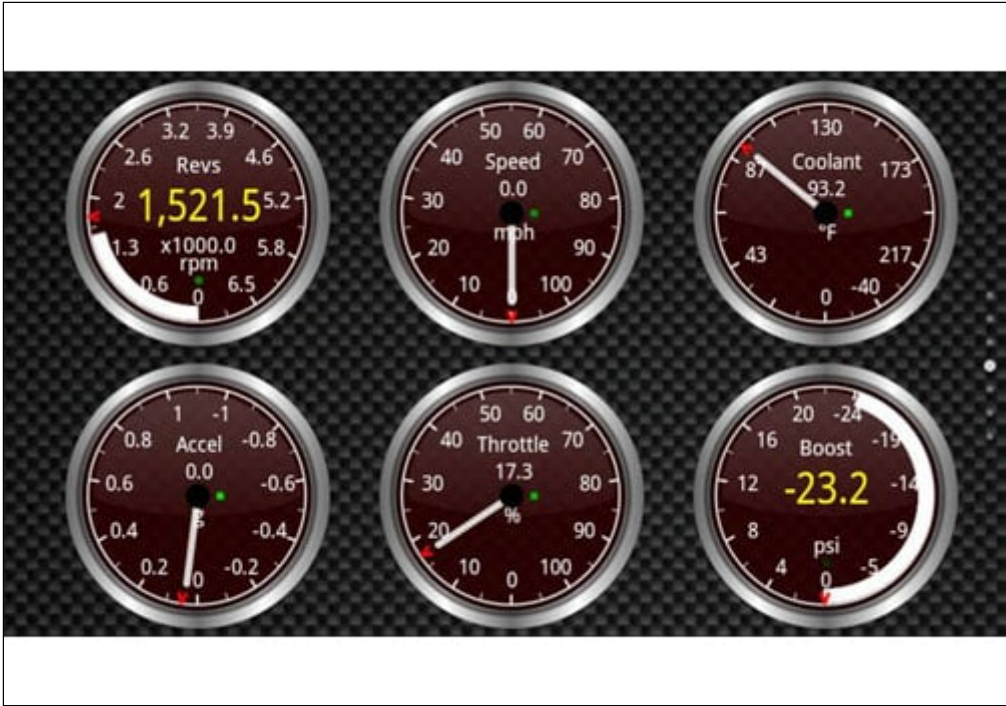 3.2 3.9
2.6 4.6
Revs
2 1,521.5 5.2
1.3 x1000.0 5.8
rpm
0.6 0 6.5
50 60
40 Speed 70
0.0
30 80
mph
20 90
10 0 100
130
87 Coolant 173
93.2
°F
43 217
0 -40
1 -1
0.8 Accel -0.8
0.0
0.6 -0.6
0.4 -0.4
0.2 0 -0.2
50 60
40 Throttle 70
17.3
30 80
%
20 90
10 0 100
20 -24
16 Boost -19
12 -23.2 -14
8 psi -9
4 0 -5